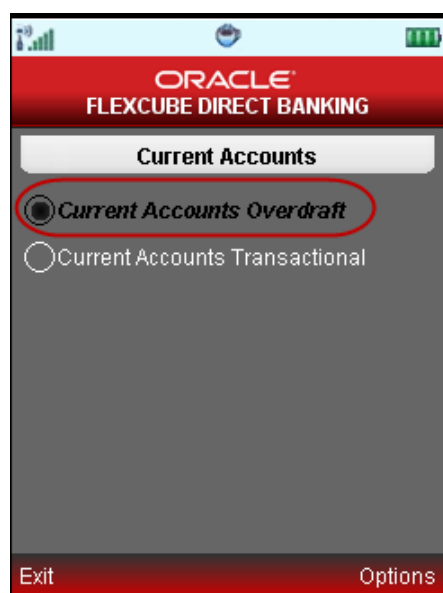 ORACLE
FLEXCUBE DIRECT BANKING
Current Accounts
Current Accounts Overdraft
Current Accounts Transactional
Exit
Options